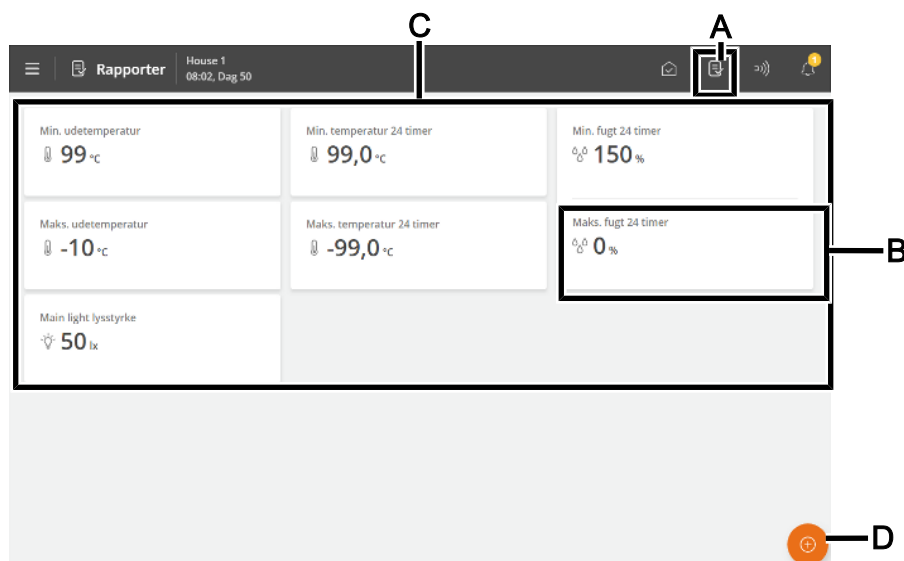 C
A
Rapporter
House 1
08:02, Dag 50
1
Min. udetemperatur
99 °C
Min. temperatur 24 timer
99,0 °C
Min. fugt 24 timer
150 %
Maks. udetemperatur
-10 °C
Maks. temperatur 24 timer
-99,0 °C
Maks. fugt 24 timer
0 %
B
Main light lysstyrke
50 lx
D